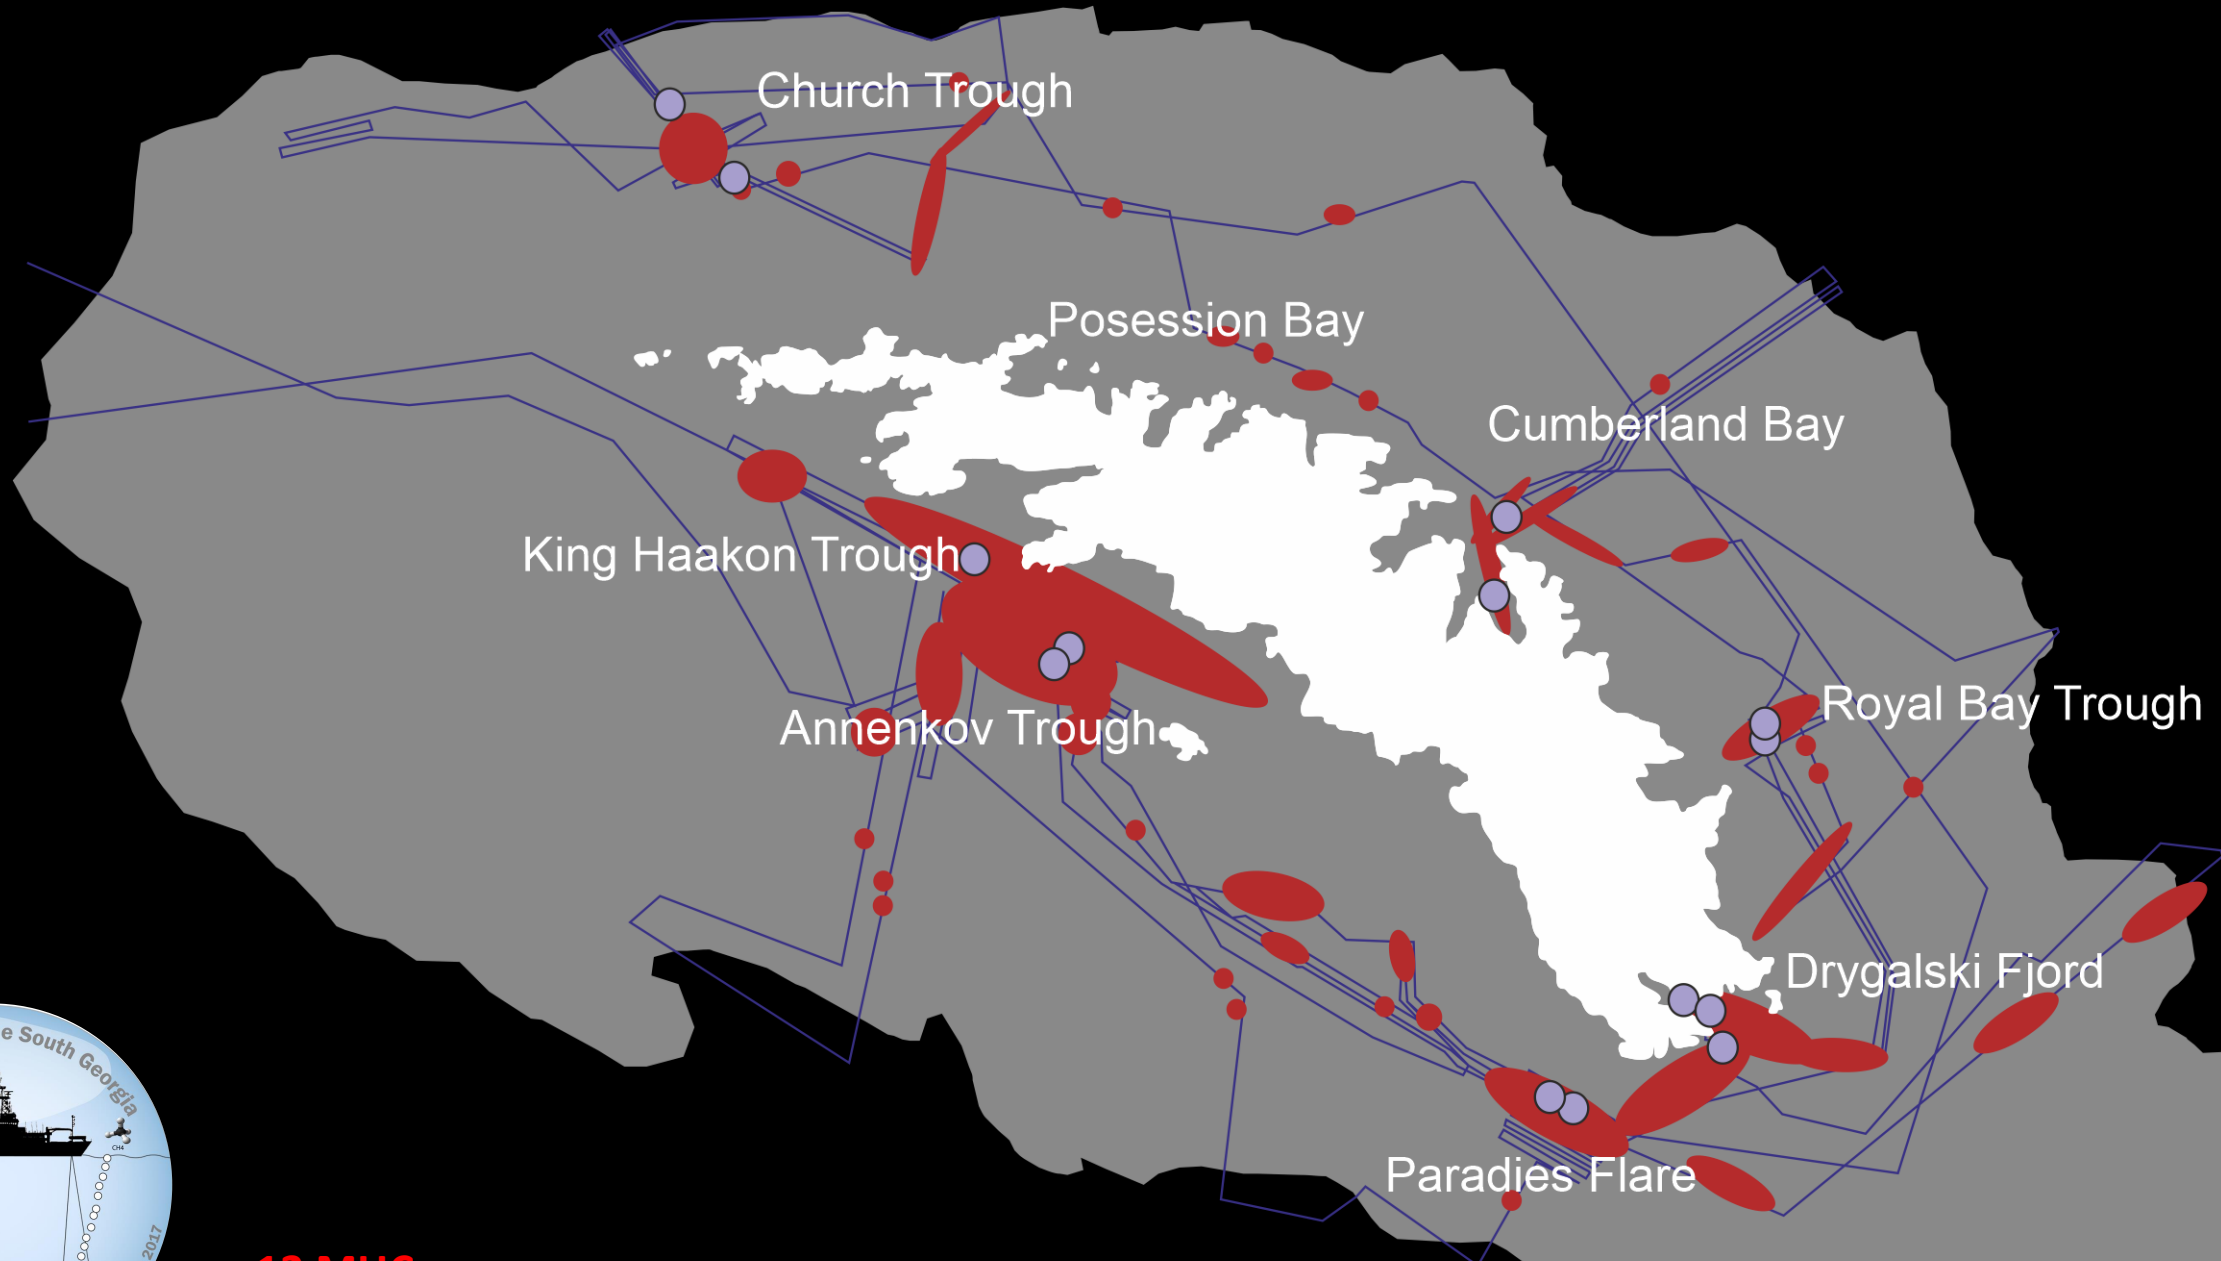 Church Trough
Posession Bay
Cumberland Bay
King Haakon Trough
Royal Bay Trough
Annenkov Trough
Drygalski Fjord
Paradies Flare
e South Georgia
CH4
2017